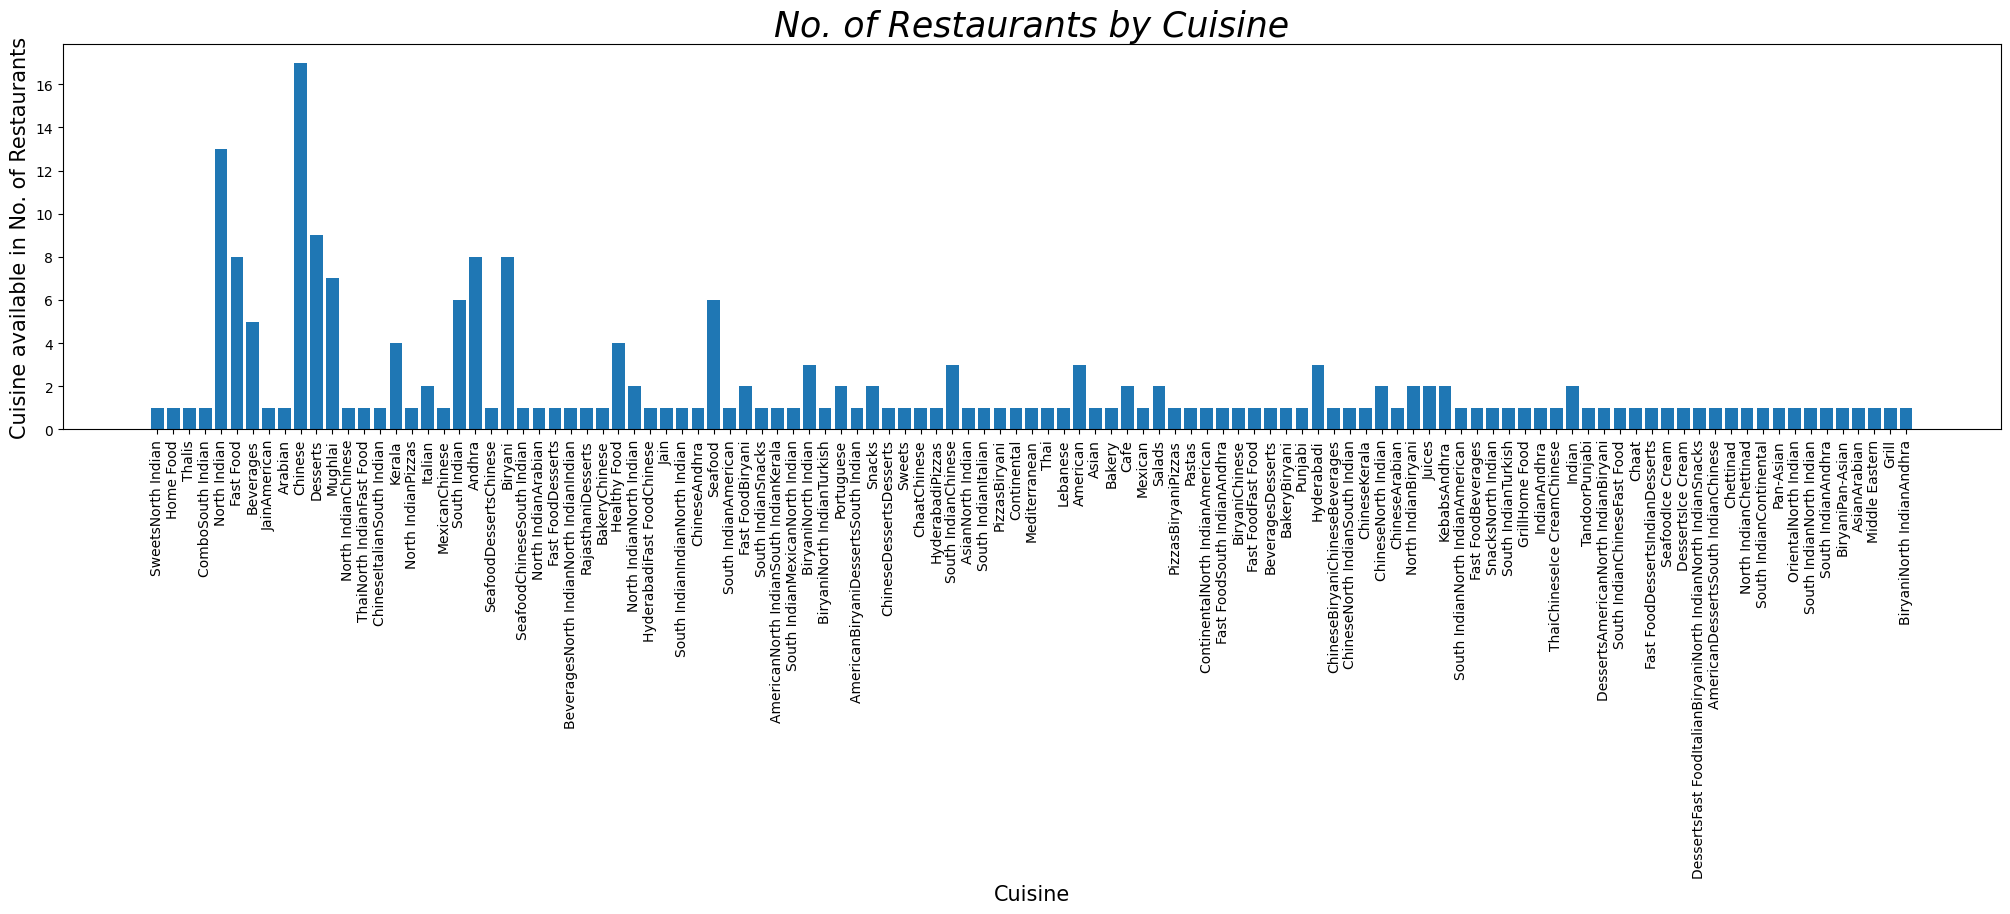 No. of Restaurants by Cuisine
Cuisine available in No. of Restaurants
16
14
12
10
8
6
4
2
0
SweetsNorth Indian
Home Food
Thalis
ComboSouth Indian
North Indian
Fast Food
Beverages
JainAmerican
Arabian
Chinese
Desserts
Mughlai
North IndianChinese
ThaiNorth IndianFast Food
ChineseItalianSouth Indian
Kerala
North IndianPizzas
Italian
MexicanChinese
South Indian
Andhra
SeafoodDessertsChinese
Biryani
SeafoodChineseSouth Indian
North IndianArabian
Fast FoodDesserts
BeveragesNorth IndianNorth IndianIndian
RajasthaniDesserts
BakeryChinese
Healthy Food
North IndianNorth Indian
HyderabadiFast FoodChinese
Jain
South IndianIndianNorth Indian
ChineseAndhra
Seafood
South IndianAmerican
Fast FoodBiryani
South IndianSnacks
AmericanNorth IndianSouth IndianKerala
South IndianMexicanNorth Indian
BiryaniNorth Indian
BiryaniNorth IndianTurkish
Portuguese
AmericanBiryaniDessertsSouth Indian
Snacks
ChineseDessertsDesserts
Sweets
ChaatChinese
HyderabadiPizzas
South IndianChinese
AsianNorth Indian
South IndianItalian
PizzasBiryani
Continental
Mediterranean
Thai
Lebanese
American
Asian
Bakery
Cafe
Mexican
Salads
PizzasBiryaniPizzas
Pastas
ContinentalNorth IndianAmerican
Fast FoodSouth IndianAndhra
BiryaniChinese
Fast FoodFast Food
BeveragesDesserts
BakeryBiryani
Punjabi
Hyderabadi
ChineseBiryaniChineseBeverages
ChineseNorth IndianSouth Indian
ChineseKerala
ChineseNorth Indian
ChineseArabian
North IndianBiryani
Juices
KebabsAndhra
South IndianNorth IndianAmerican
Fast FoodBeverages
SnacksNorth Indian
South IndianTurkish
GrillHome Food
IndianAndhra
ThaiChineseIce CreamChinese
Indian
TandoorPunjabi
DessertsAmericanNorth IndianBiryani
South IndianChineseFast Food
Chaat
Fast FoodDessertsIndianDesserts
SeafoodIce Cream
DessertsIce Cream
DessertsFast FoodItalianBiryaniNorth IndianNorth IndianSnacks
AmericanDessertsSouth IndianChinese
Chettinad
North IndianChettinad
South IndianContinental
Pan-Asian
OrientalNorth Indian
South IndianNorth Indian
South IndianAndhra
BiryaniPan-Asian
AsianArabian
Middle Eastern
Grill
BiryaniNorth IndianAndhra
Cuisine